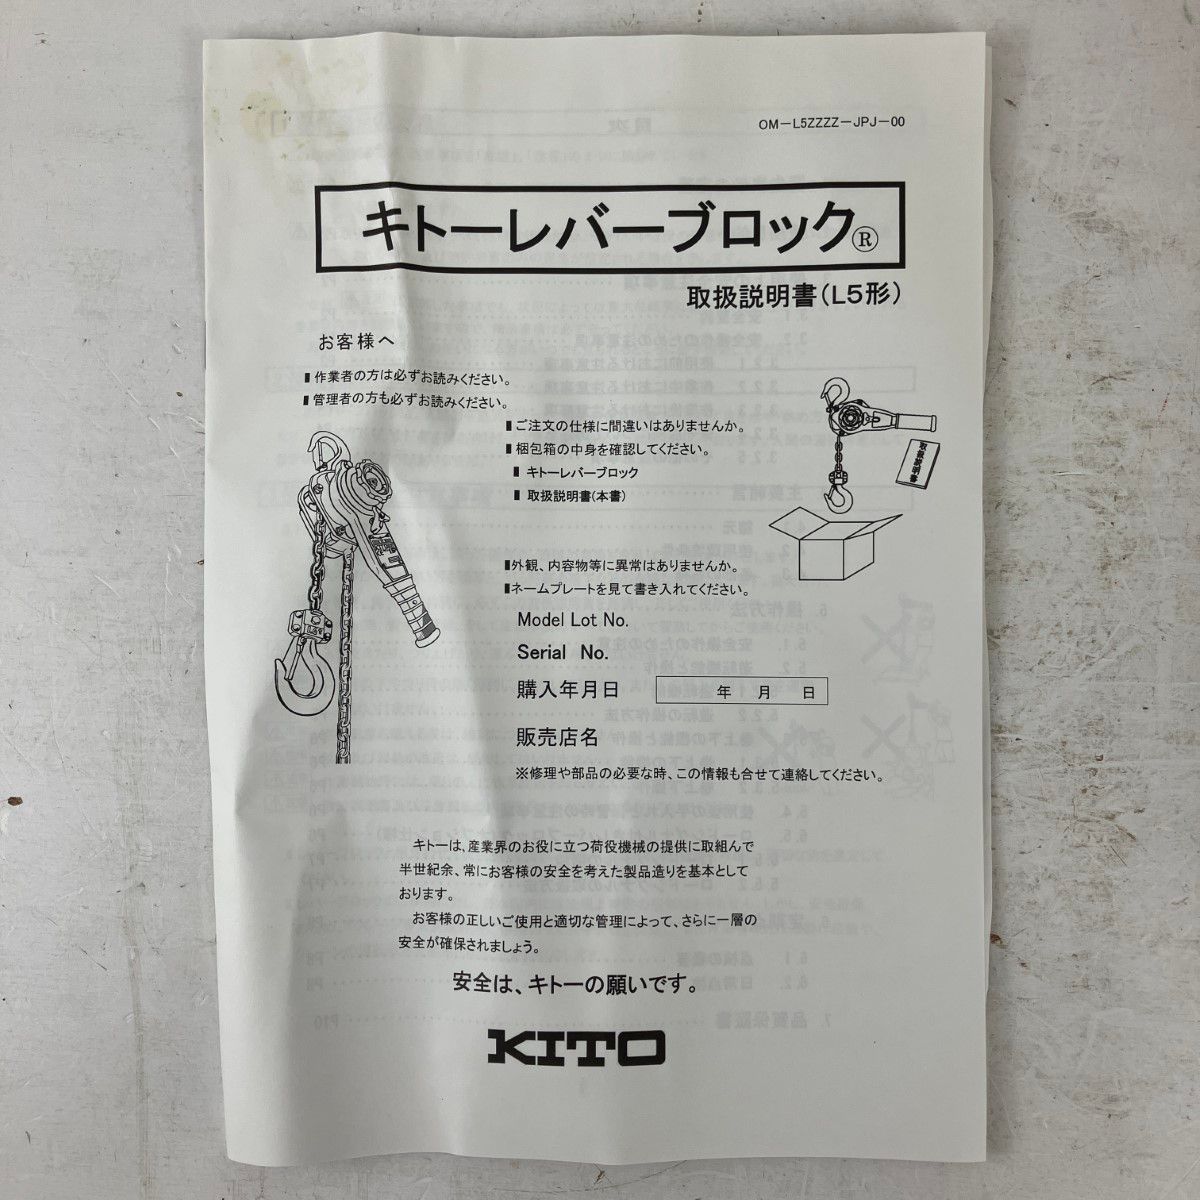 OM－L5ZZZZ－JPJ－00
キトーレバーブロック®
取扱説明書（L5形）
お客様へ
▮作業者の方は必ずお読みください。
▮管理者の方も必ずお読みください。
▮ご注文の仕様に間違いはありませんか。
▮梱包箱の中身を確認してください。
▮ キトーレバーブロック
▮ 取扱説明書（本書）
取扱説明書
▮外観、内容物等に異常はありませんか。
▮ネームプレートを見て書き入れてください。
Model Lot No.
Serial No.
購入年月日
年 月 日
販売店名
※修理や部品の必要な時、この情報も合せて連絡してください。
キトーは、産業界のお役に立つ荷役機械の提供に取組んで
半世紀余、常にお客様の安全を考えた製品造りを基本として
おります。
お客様の正しいご使用と適切な管理によって、さらに一層の
安全が確保されましょう。
安全は、キトーの願いです。
KITO